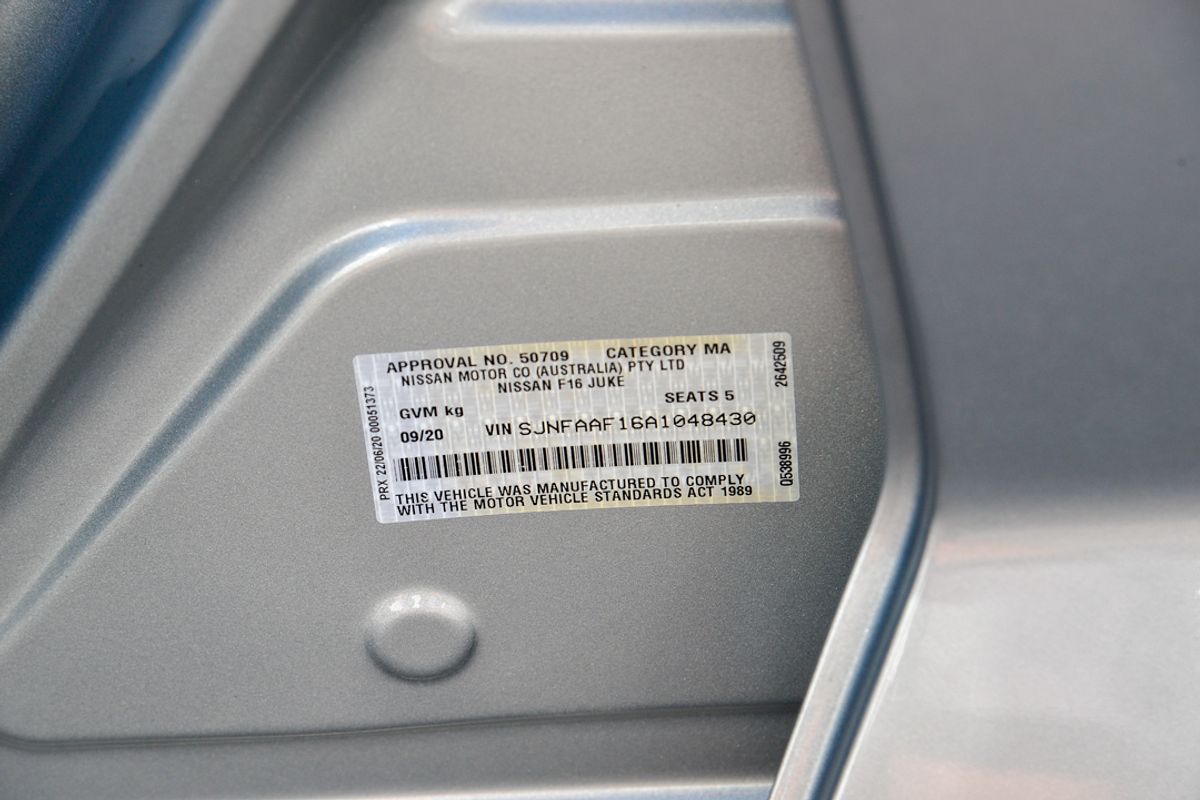 APPROVAL NO. 50709 CATEGORY MA
NISSAN MOTOR CO (AUSTRALIA) PTY LTD
NISSAN F16 JUKE
GVM kg SEATS 5
09/20 VIN SJNFAAF16A1048430
THIS VEHICLE WAS MANUFACTURED TO COMPLY
WITH THE MOTOR VEHICLE STANDARDS ACT 1989
PRX 22/06/20 00051373
2642509
0538996